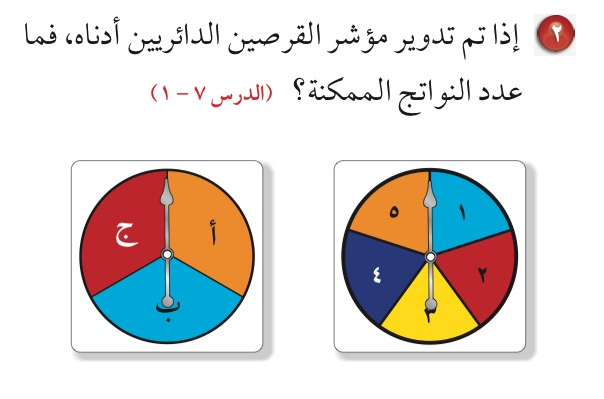 ٢ إذا تم تدوير مؤشر القرصين الدائريين أدناه، فما
عدد النواتج الممكنة؟ (الدرس ٧ – ١)
١
٢
٣
٤
٥
أ
ب
ج